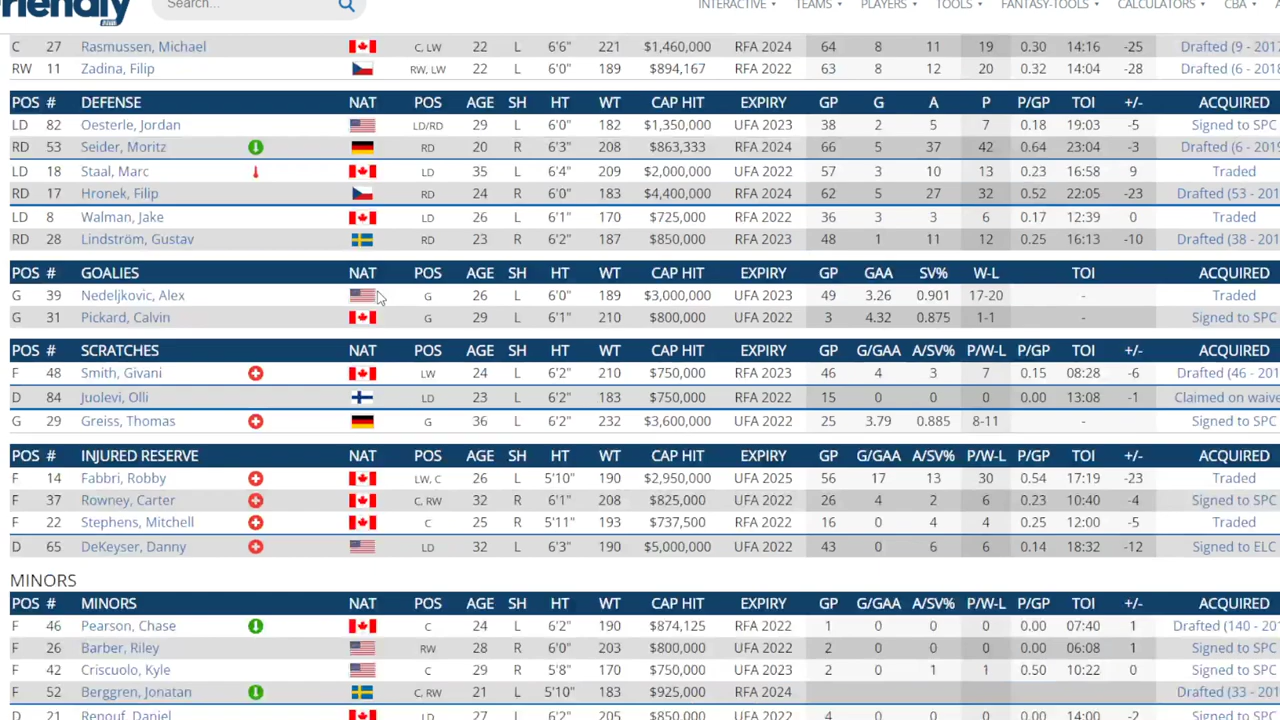 riendly
Search...
INTERACTIVE TEAMS PLAYERS TOOLS FANTASY-TOOLS CALCULATORS CBA
C 27 Rasmussen, Michael C, LW 22 L 6'6" 221 $1,460,000 RFA 2024 64 8 11 19 0.30 14:16 -25 Drafted (9 - 2017
RW 11 Zadina, Filip RW, LW 22 L 6'0" 189 $894,167 RFA 2022 63 8 12 20 0.32 14:04 -28 Drafted (6 - 2018
POS # DEFENSE NAT POS AGE SH HT WT CAP HIT EXPIRY GP G A P P/GP TOI +/- ACQUIRED
LD 82 Oesterle, Jordan LD/RD 29 L 6'0" 182 $1,350,000 UFA 2023 38 2 5 7 0.18 19:03 -5 Signed to SPC
RD 53 Seider, Moritz RD 20 R 6'3" 208 $863,333 RFA 2024 66 5 37 42 0.64 23:04 -3 Drafted (6 - 2019
LD 18 Staal, Marc LD 35 L 6'4" 209 $2,000,000 UFA 2022 57 3 10 13 0.23 16:58 9 Traded
RD 17 Hronek, Filip RD 24 R 6'0" 183 $4,400,000 RFA 2024 62 5 27 32 0.52 22:05 -23 Drafted (53 - 201
LD 8 Walman, Jake LD 26 L 6'1" 170 $725,000 RFA 2022 36 3 3 6 0.17 12:39 0 Traded
RD 28 Lindström, Gustav RD 23 R 6'2" 187 $850,000 RFA 2023 48 1 11 12 0.25 16:13 -10 Drafted (38 - 201
POS # GOALIES NAT POS AGE SH HT WT CAP HIT EXPIRY GP GAA SV% W-L TOI ACQUIRED
G 39 Nedeljkovic, Alex G 26 L 6'0" 189 $3,000,000 UFA 2023 49 3.26 0.901 17-20 - Traded
G 31 Pickard, Calvin G 29 L 6'1" 210 $800,000 UFA 2022 3 4.32 0.875 1-1 - Signed to SPC
POS # SCRATCHES NAT POS AGE SH HT WT CAP HIT EXPIRY GP G/GAA A/SV% P/W-L P/GP TOI +/- ACQUIRED
F 48 Smith, Givani LW 24 L 6'2" 210 $750,000 RFA 2023 46 4 3 7 0.15 08:28 -6 Drafted (46 - 201
D 84 Juolevi, Olli LD 23 L 6'2" 183 $750,000 RFA 2022 15 0 0 0 0.00 13:08 -1 Claimed on waive
G 29 Greiss, Thomas G 36 L 6'2" 232 $3,600,000 UFA 2022 25 3.79 0.885 8-11 - Signed to SPC
POS # INJURED RESERVE NAT POS AGE SH HT WT CAP HIT EXPIRY GP G/GAA A/SV% P/W-L P/GP TOI +/- ACQUIRED
F 14 Fabbri, Robby LW, C 26 L 5'10" 190 $2,950,000 UFA 2025 56 17 13 30 0.54 17:19 -23 Traded
F 37 Rowney, Carter C, RW 32 R 6'1" 208 $825,000 UFA 2022 26 4 2 6 0.23 10:40 -4 Signed to SPC
F 22 Stephens, Mitchell C 25 R 5'11" 193 $737,500 RFA 2022 16 0 4 4 0.25 12:00 -5 Traded
D 65 DeKeyser, Danny LD 32 L 6'3" 190 $5,000,000 UFA 2022 43 0 6 6 0.14 18:32 -12 Signed to ELC
MINORS
POS # MINORS NAT POS AGE SH HT WT CAP HIT EXPIRY GP G/GAA A/SV% P/W-L P/GP TOI +/- ACQUIRED
F 46 Pearson, Chase C 24 L 6'2" 190 $874,125 RFA 2022 1 0 0 0 0.00 07:40 1 Drafted (140 - 20
F 26 Barber, Riley RW 28 R 6'0" 203 $800,000 UFA 2022 2 0 0 0 0.00 06:08 1 Signed to SPC
F 42 Criscuolo, Kyle C 29 R 5'8" 170 $750,000 UFA 2022 2 0 1 1 0.50 10:22 0 Signed to SPC
F 52 Berggren, Jonatan C, RW 21 L 5'10" 183 $925,000 RFA 2024 Drafted (33 - 201
D 21 Renouf, Daniel LD 27 L 6'2" 205 $850,000 UFA 2022 4 0 0 0 0.00 14:00 -2 Signed to SPC